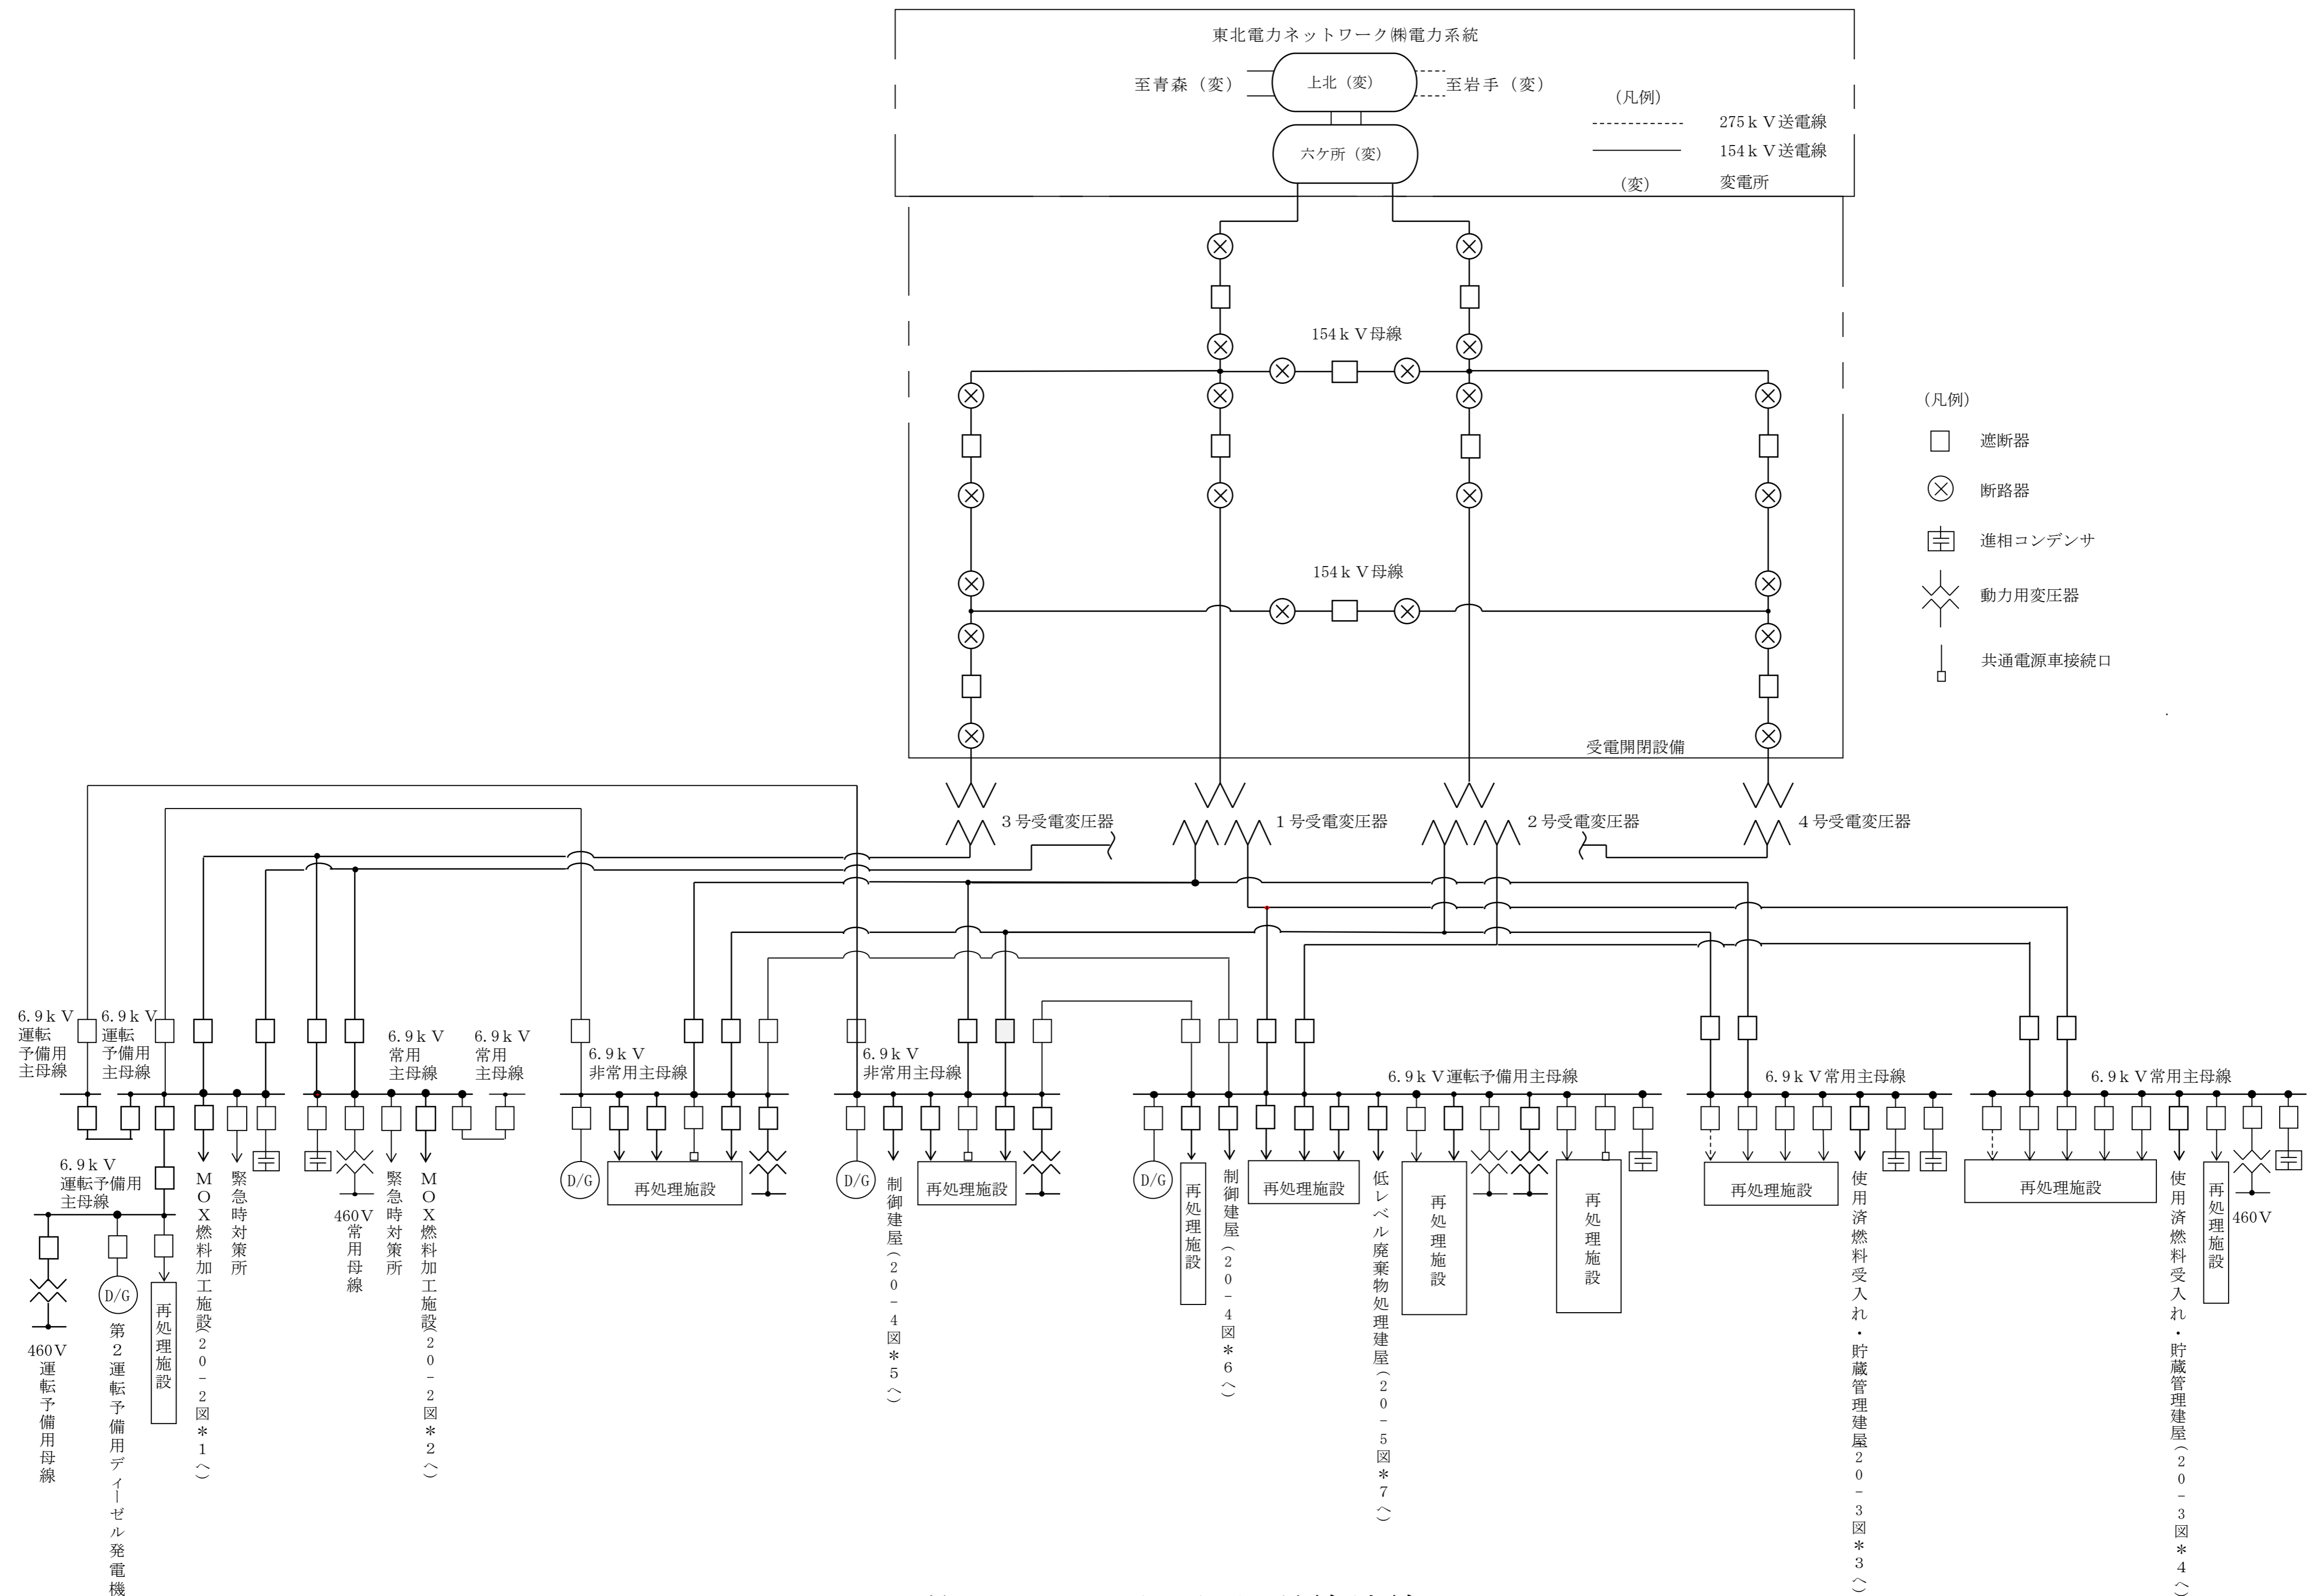 東北電力ネットワーク㈱電力系統
至青森（変）
上北（変）
至岩手（変）
六ケ所（変）
（凡例）
275ｋＶ送電線
154ｋＶ送電線
（変）
変電所
154ｋＶ母線
154ｋＶ母線
受電開閉設備
（凡例）
遮断器
断路器
進相コンデンサ
動力用変圧器
共通電源車接続口
３号受電変圧器
１号受電変圧器
２号受電変圧器
４号受電変圧器
6.9ｋＶ
運転
予備用
主母線
6.9ｋＶ
運転
予備用
主母線
6.9ｋＶ
常用
主母線
6.9ｋＶ
常用
主母線
6.9ｋＶ
非常用主母線
6.9ｋＶ
非常用主母線
6.9ｋＶ運転予備用主母線
6.9ｋＶ常用主母線
6.9ｋＶ常用主母線
6.9ｋＶ
運転予備用
主母線
460Ｖ
運転予備用母線
D/G
第２運転予備用ディーゼル発電機
再処理施設
ＭＯＸ燃料加工施設(20-2図＊１へ)
緊急時対策所
460Ｖ
常用母線
緊急時対策所
ＭＯＸ燃料加工施設(20-2図＊２へ)
D/G
再処理施設
D/G
制御建屋(20-4図＊５へ)
再処理施設
D/G
再処理施設
制御建屋(20-4図＊６へ)
再処理施設
低レベル廃棄物処理建屋(20-5図＊７へ)
再処理施設
再処理施設
再処理施設
使用済燃料受入れ・貯蔵管理建屋(20-3図＊３へ)
再処理施設
使用済燃料受入れ・貯蔵管理建屋(20-3図＊４へ)
再処理施設
460Ｖ